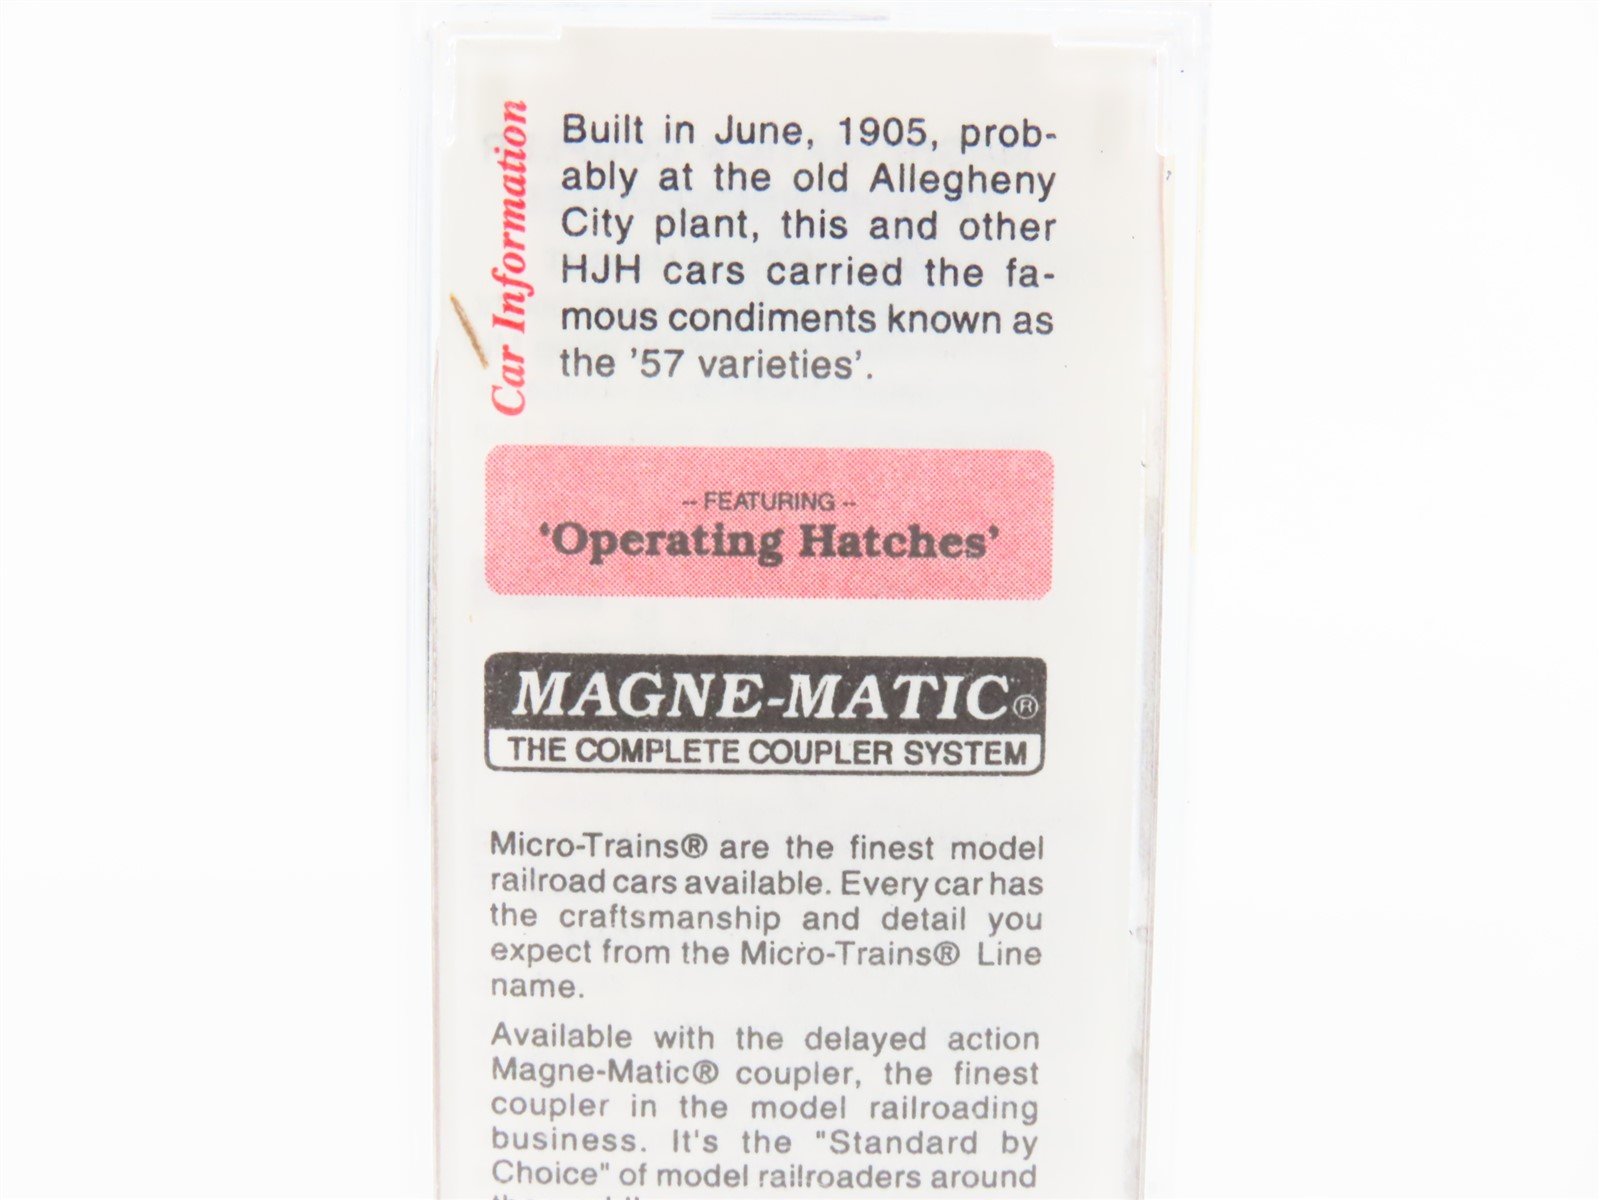 Car Information
Built in June, 1905, prob-
ably at the old Allegheny
City plant, this and other
HJH cars carried the fa-
mous condiments known as
the '57 varieties'.
-- FEATURING --
'Operating Hatches'
MAGNE-MATIC®
THE COMPLETE COUPLER SYSTEM
Micro-Trains® are the finest model
railroad cars available. Every car has
the craftsmanship and detail you
expect from the Micro-Trains® Line
name.
Available with the delayed action
Magne-Matic® coupler, the finest
coupler in the model railroading
business. It's the "Standard by
Choice" of model railroaders around